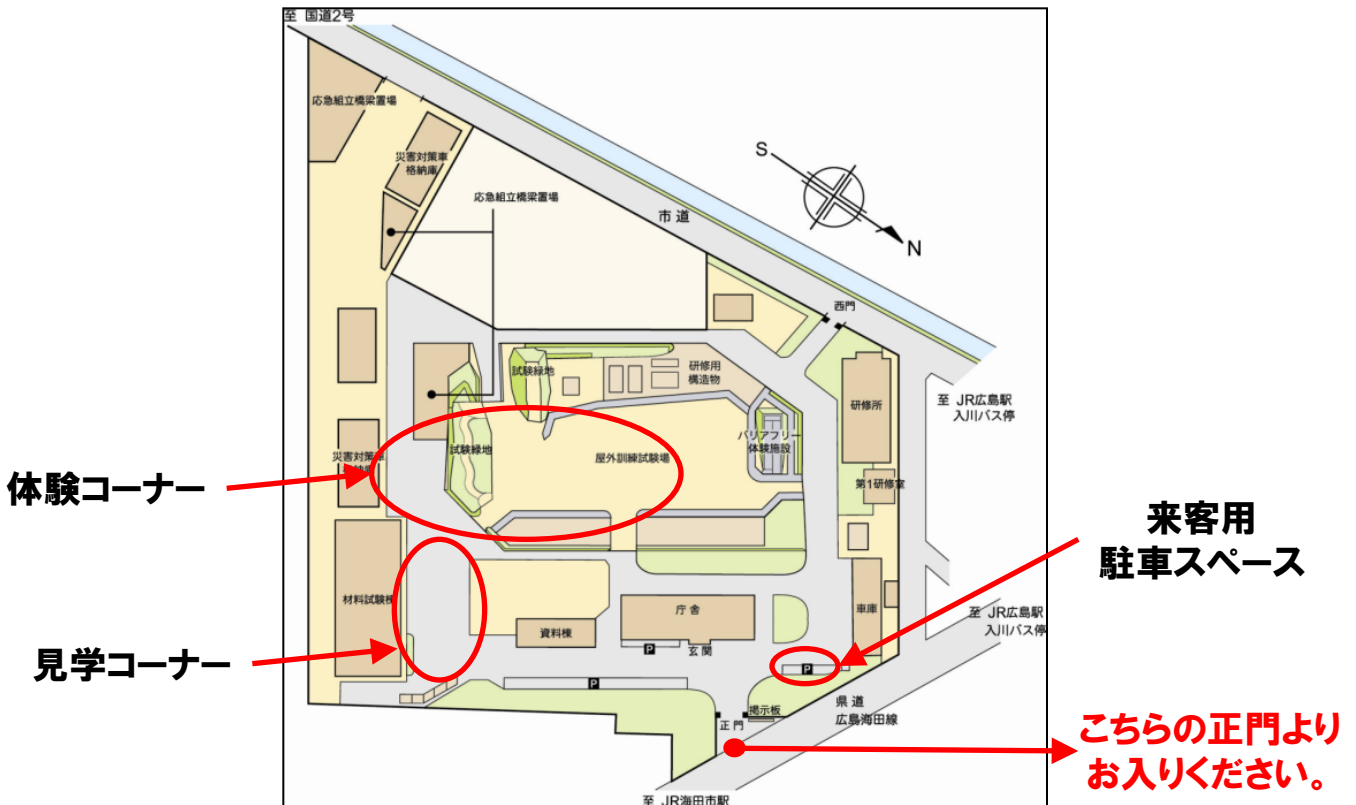 至 国道2号
応急組立橋梁置場
災害対策車
格納庫
応急組立橋梁置場
市 道
S
N
西門
試験緑地
研修用
構造物
研修所
至 JR広島駅
入川バス停
バリアフリー
体験施設
試験緑地
屋外訓練試験場
災害対策車
格納庫
第1研修室
体験コーナー
来客用
駐車スペース
材料試験棟
庁 舎
車庫
至 JR広島駅
入川バス停
資料棟
P
玄 関
P
見学コーナー
P
掲示板
正 門
県 道
広島海田線
こちらの正門より
お入りください。
至 JR海田市駅